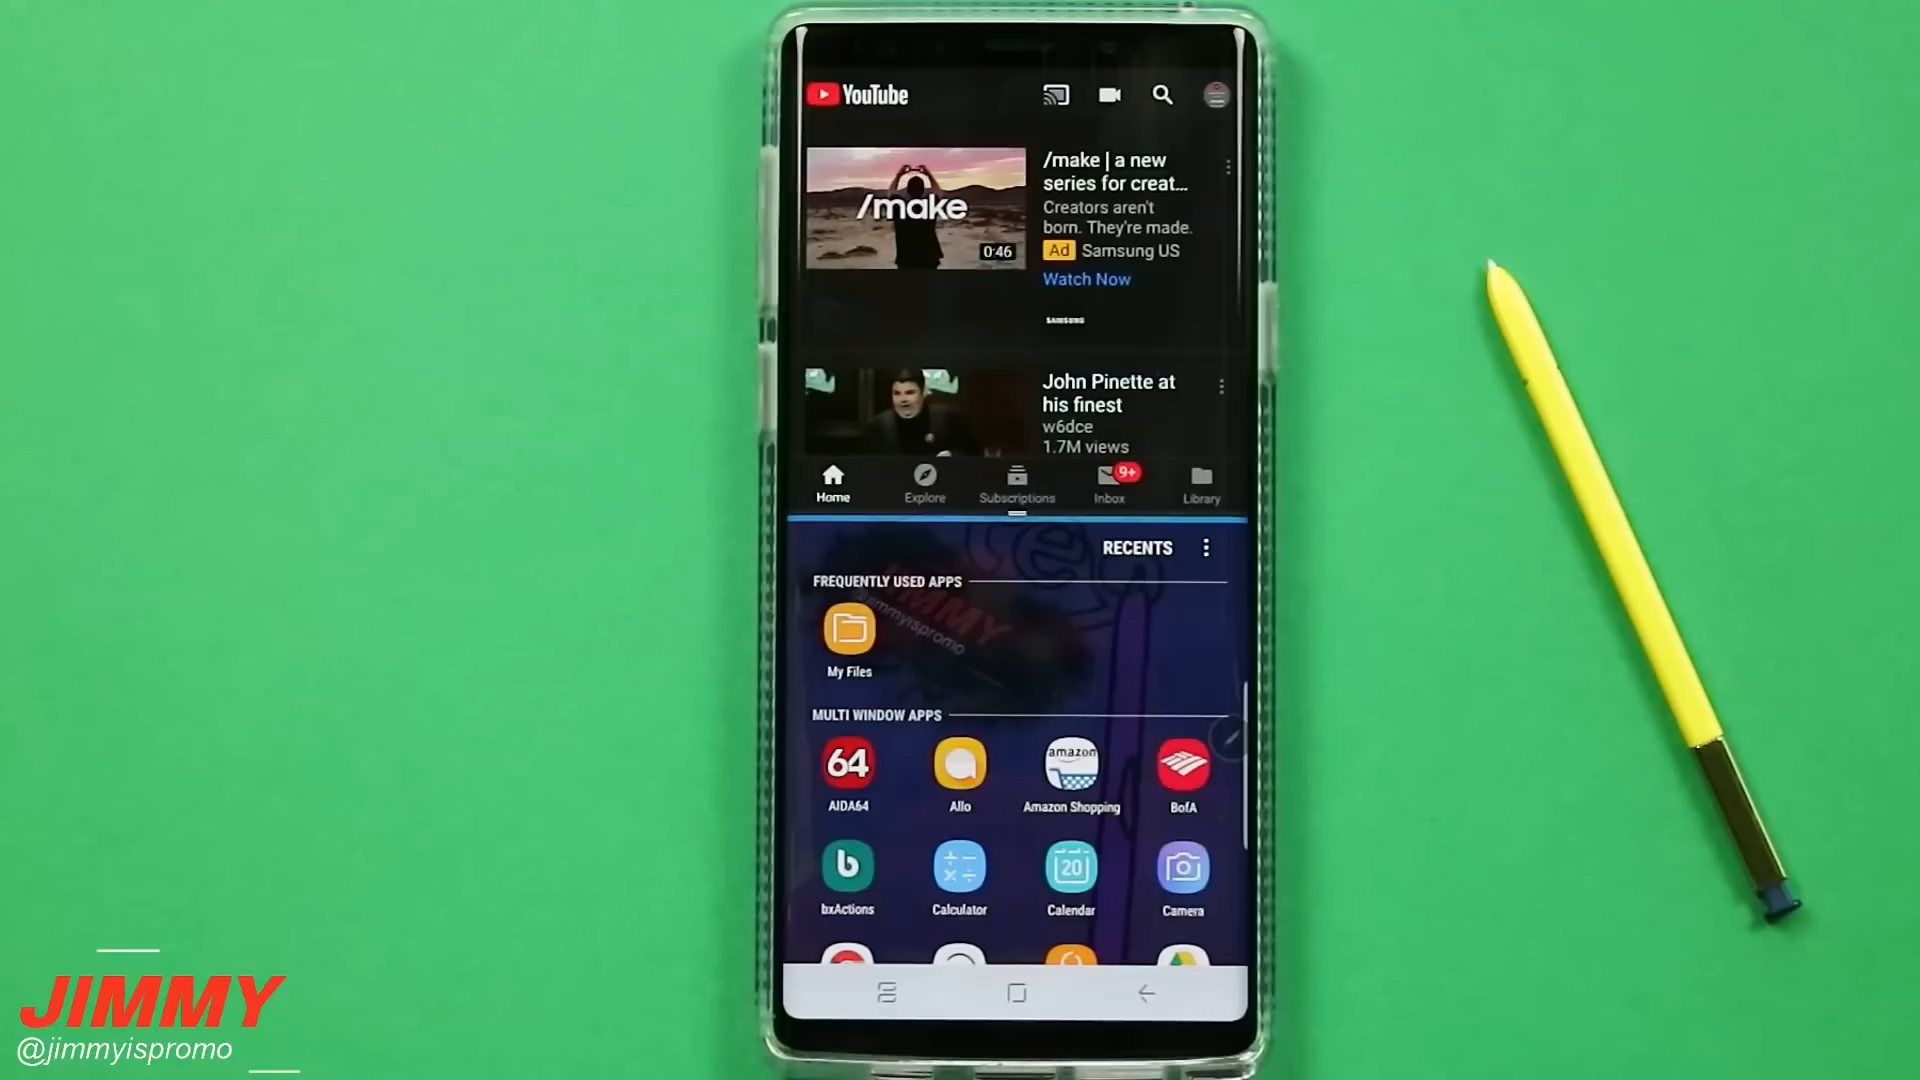 YouTube
/make | a new
series for creat...
Creators aren't
born. They're made.
Ad Samsung US
Watch Now
SAMSUNG
/make
0:46
John Pinette at
his finest
w6dce
1.7M views
9+
Home Explore Subscriptions Inbox Library
RECENTS
FREQUENTLY USED APPS
JIMMY
@jimmyispromo
My Files
MULTI WINDOW APPS
64 amazon
AIDA64 Allo Amazon Shopping BofA
b 20
bxActions Calculator Calendar Camera
JIMMY
@jimmyispromo